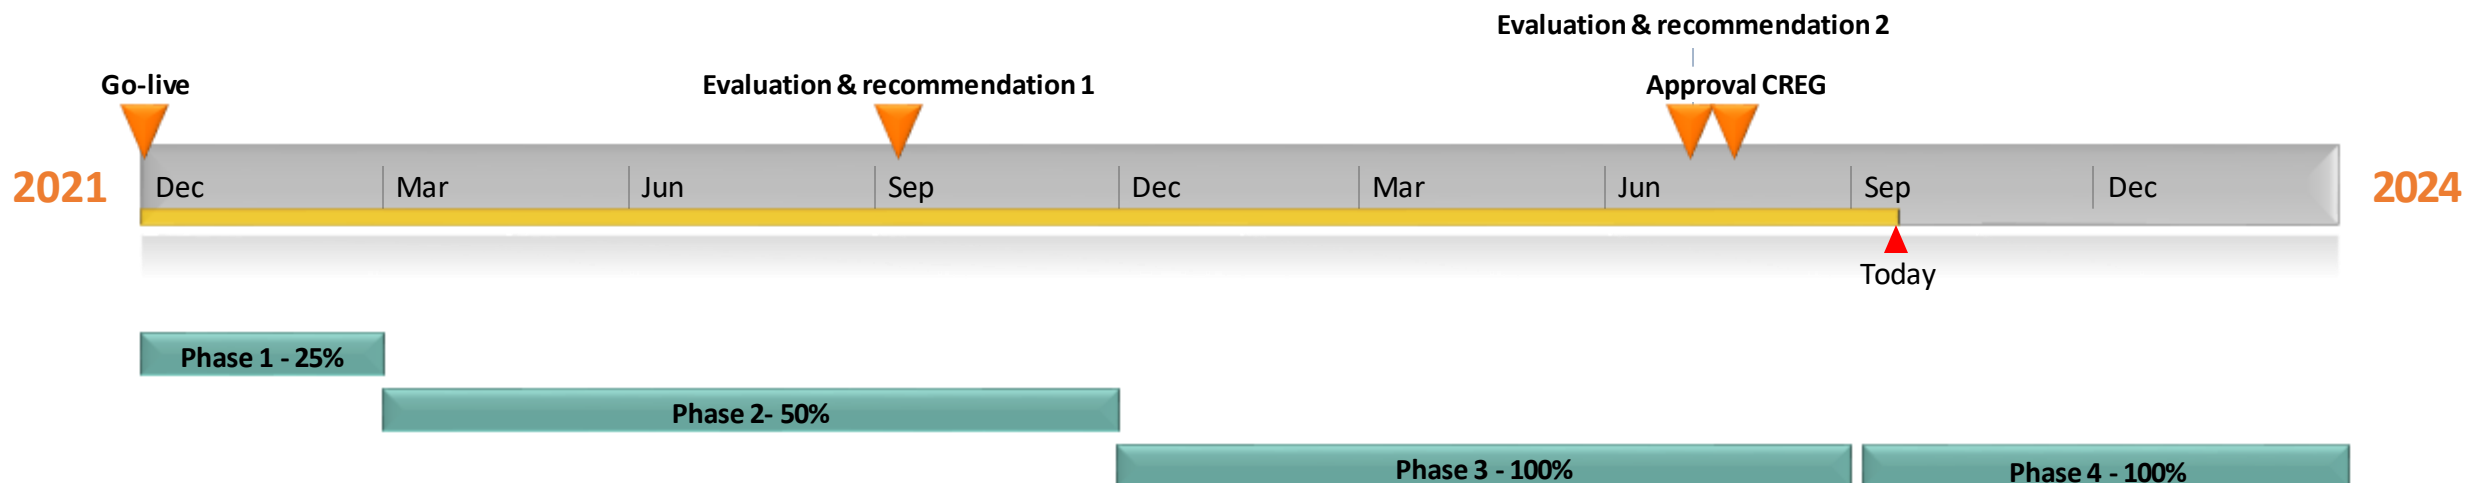 Evaluation & recommendation 2
Go-live
Evaluation & recommendation 1
Approval CREG
2021
Dec
Mar
Jun
Sep
Dec
Mar
Jun
Sep
Dec
2024
Today
Phase 1 - 25%
Phase 2- 50%
Phase 3 - 100%
Phase 4 - 100%